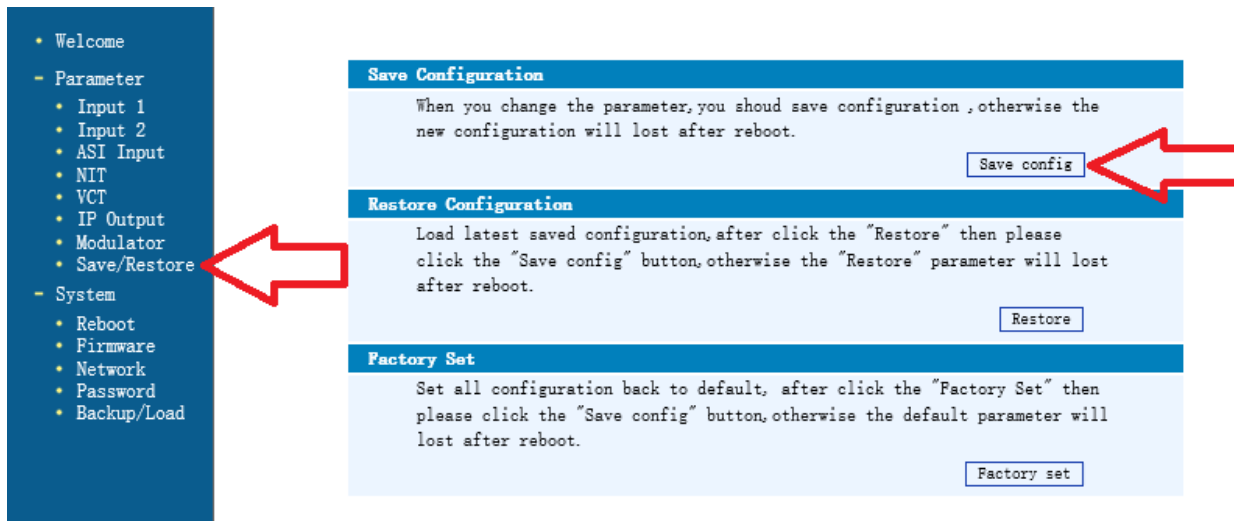 Welcome
Parameter
Input 1
Input 2
ASI Input
NIT
VCT
IP Output
Modulator
Save/Restore
System
Reboot
Firmware
Network
Password
Backup/Load
Save Configuration
When you change the parameter,you shoud save configuration ,otherwise the
new configuration will lost after reboot.
Save config
Restore Configuration
Load latest saved configuration,after click the "Restore" then please
click the "Save config" button,otherwise the "Restore" parameter will lost
after reboot.
Restore
Factory Set
Set all configuration back to default, after click the "Factory Set" then
please click the "Save config" button,otherwise the default parameter will
lost after reboot.
Factory set